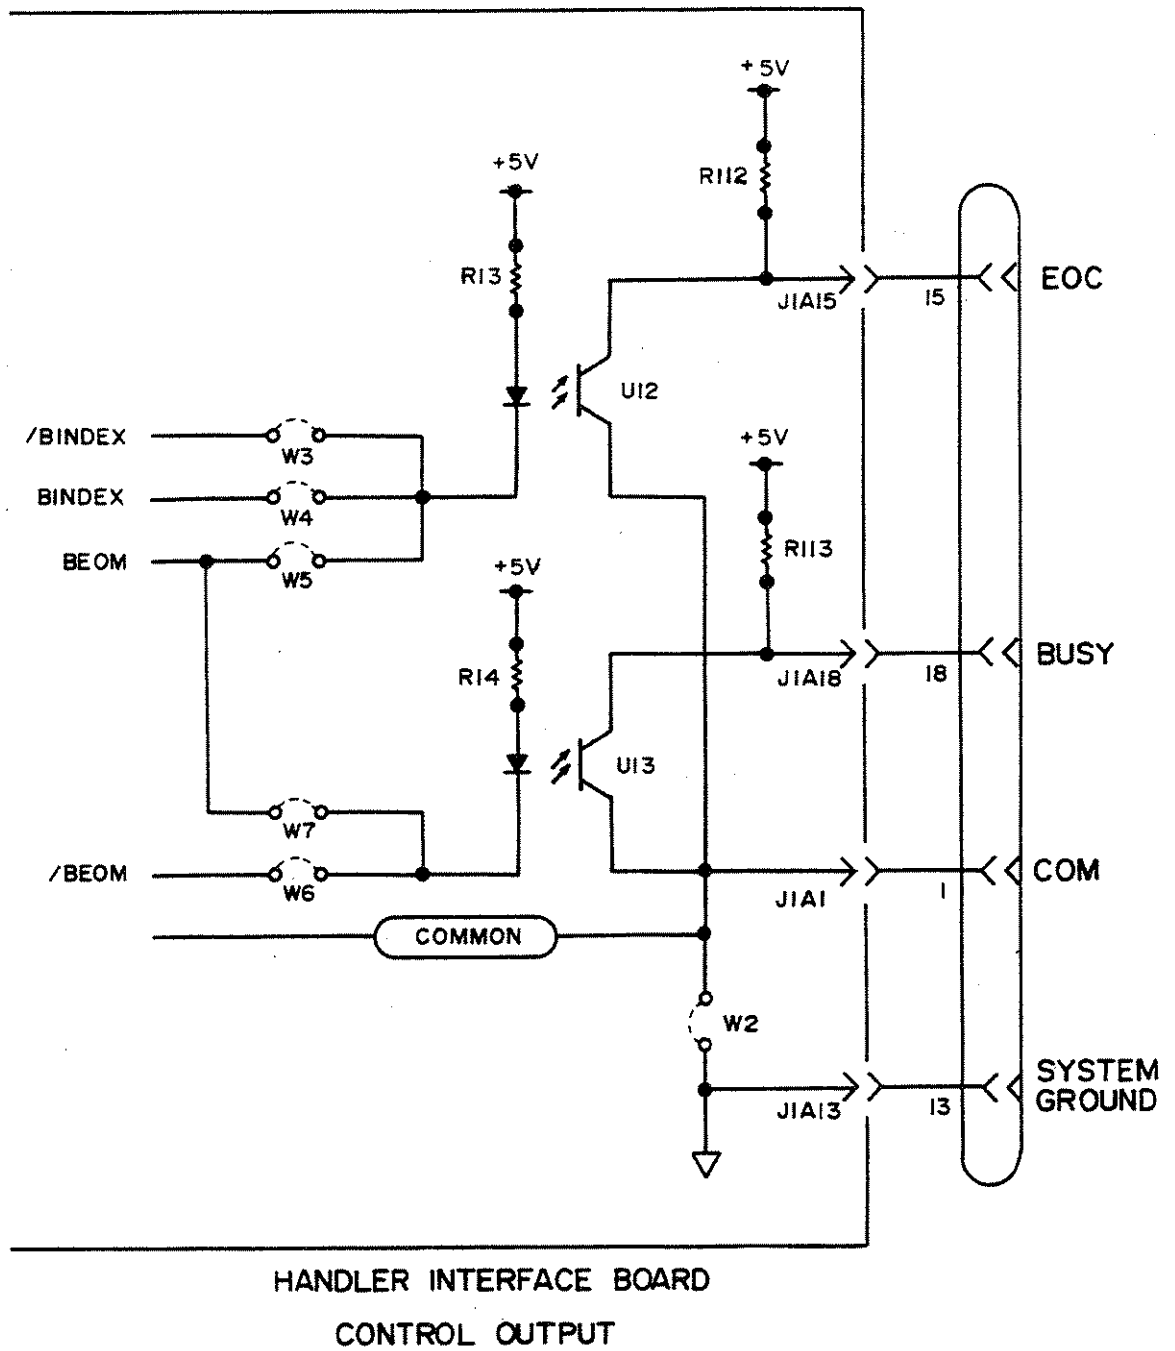 +5V
R112
+5V
R13
EOC
J1A15
15
U12
/BINDEX
W3
+5V
BINDEX
W4
R113
BEOM
W5
+5V
BUSY
R14
J1A18
18
U13
W7
/BEOM
W6
COM
J1A1
1
COMMON
W2
SYSTEM
GROUND
J1A13
13
HANDLER INTERFACE BOARD
CONTROL OUTPUT